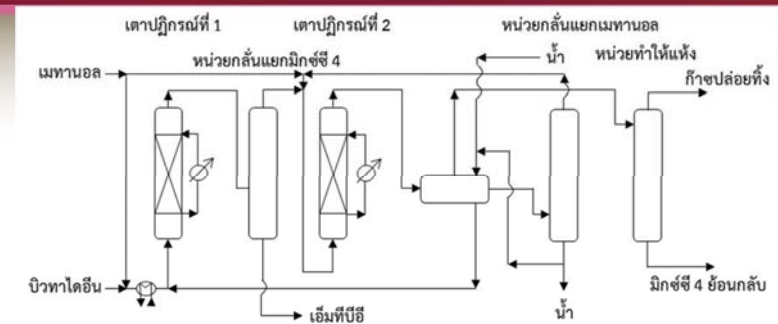 เตาปฏิกรณ์ที่ 1
เตาปฏิกรณ์ที่ 2
หน่วยกลั่นแยกเมทานอล
หน่วยกลั่นแยกมิกซ์ซี 4
น้ำ
หน่วยทำให้แห้ง
เมทานอล
ก๊าซปล่อยทิ้ง
บิวทาไดอีน
เอ็มทีบีอี
น้ำ
มิกซ์ซี 4 ย้อนกลับ